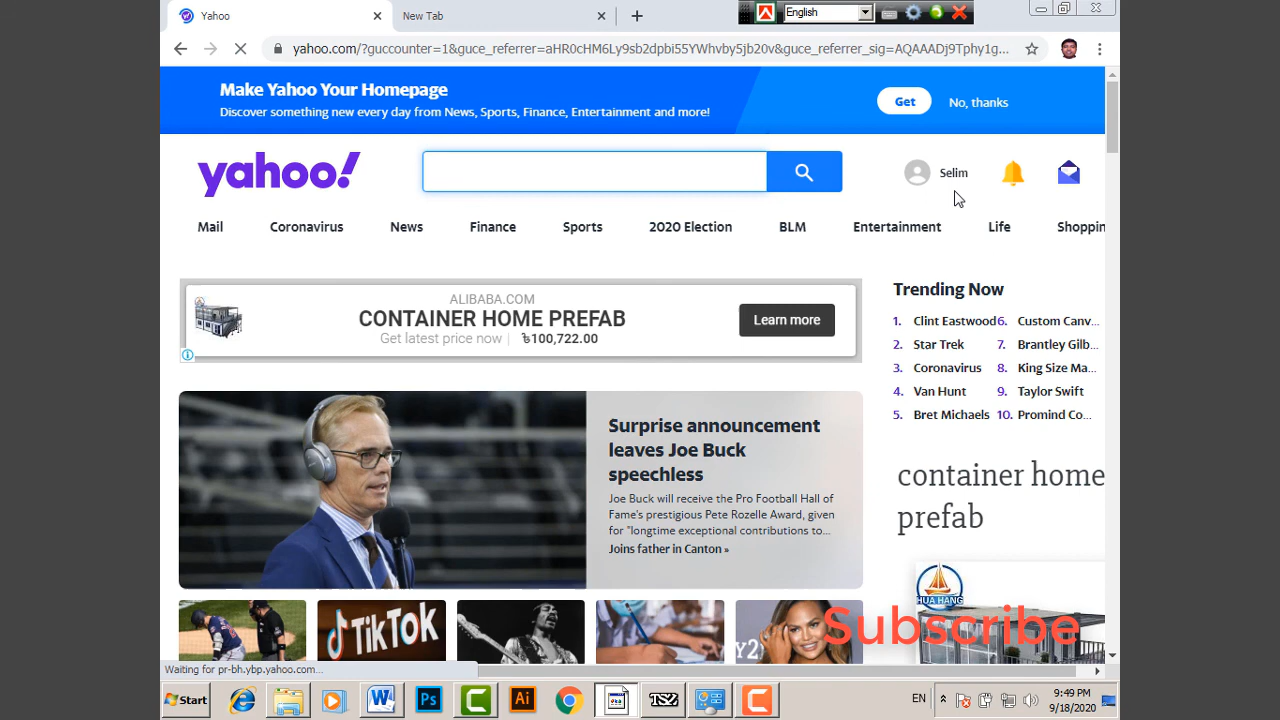 Yahoo
New Tab
English
yahoo.com/?guccounter=1&guce_referrer=aHR0cHM6Ly9sb2dpbi55YWhvby5jb20v&guce_referrer_sig=AQAAADj9Tphy1g...
Make Yahoo Your Homepage
Discover something new every day from News, Sports, Finance, Entertainment and more!
Get
No, thanks
yahoo!
Selim
Mail Coronavirus News Finance Sports 2020 Election BLM Entertainment Life Shoppin
ALIBABA.COM
CONTAINER HOME PREFAB
Get latest price now | ৳100,722.00
Learn more
Trending Now
1. Clint Eastwood 6. Custom Canv...
2. Star Trek 7. Brantley Gilb...
3. Coronavirus 8. King Size Ma...
4. Van Hunt 9. Taylor Swift
5. Bret Michaels 10. Promind Co...
Surprise announcement
leaves Joe Buck
speechless
Joe Buck will receive the Pro Football Hall of
Fame's prestigious Pete Rozelle Award, given
for "longtime exceptional contributions to...
Joins father in Canton »
container home
prefab
HUA HANG
TikTok
Subscribe
Waiting for pr-bh.ybp.yahoo.com...
Start
W
Ps
C
Ai
TSZ
C
EN
9:49 PM
9/18/2020